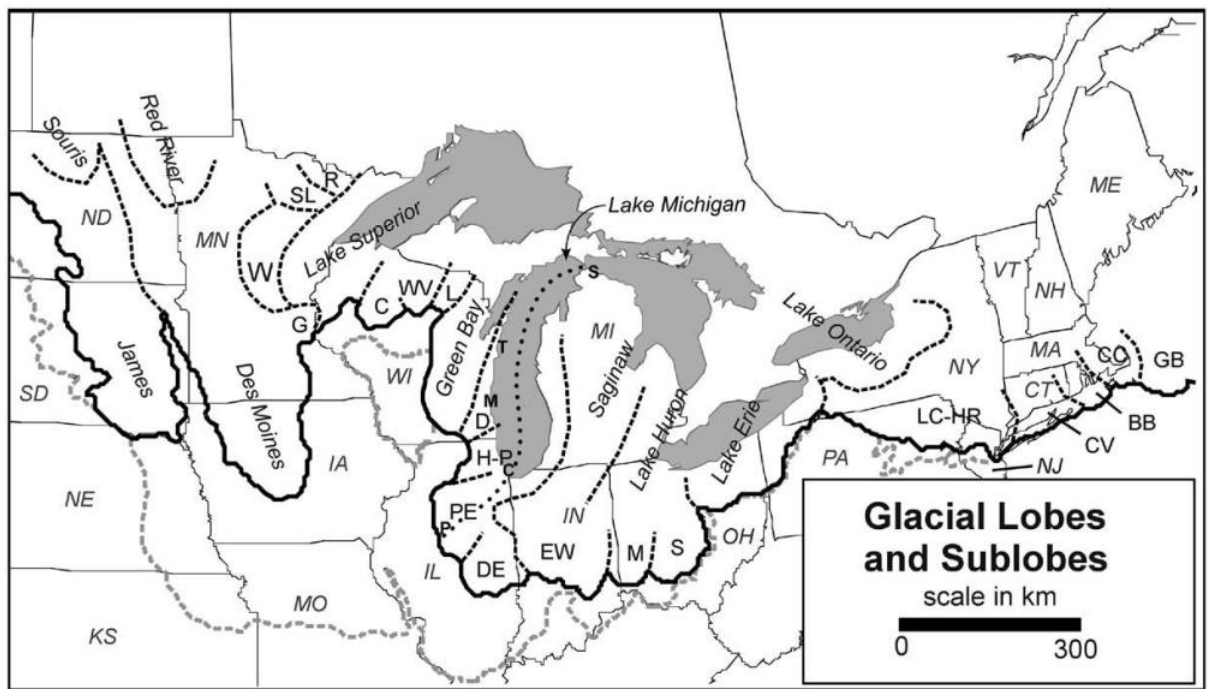 Souris
Red River
ND
MN
SL
R
W
Lake Superior
G
C
WV
L
Green Bay
Lake Michigan
S
T
M
D
H-P
C
MI
Saginaw
Lake Huron
Lake Erie
Lake Ontario
VT
NH
ME
NY
MA
CT
RI
CC
GB
BB
CV
LC-HR
NJ
PA
SD
James
Des Moines
WI
IA
NE
PE
P
DE
IL
IN
EW
M
S
OH
MO
KS
Glacial Lobes
and Sublobes
scale in km
0 300